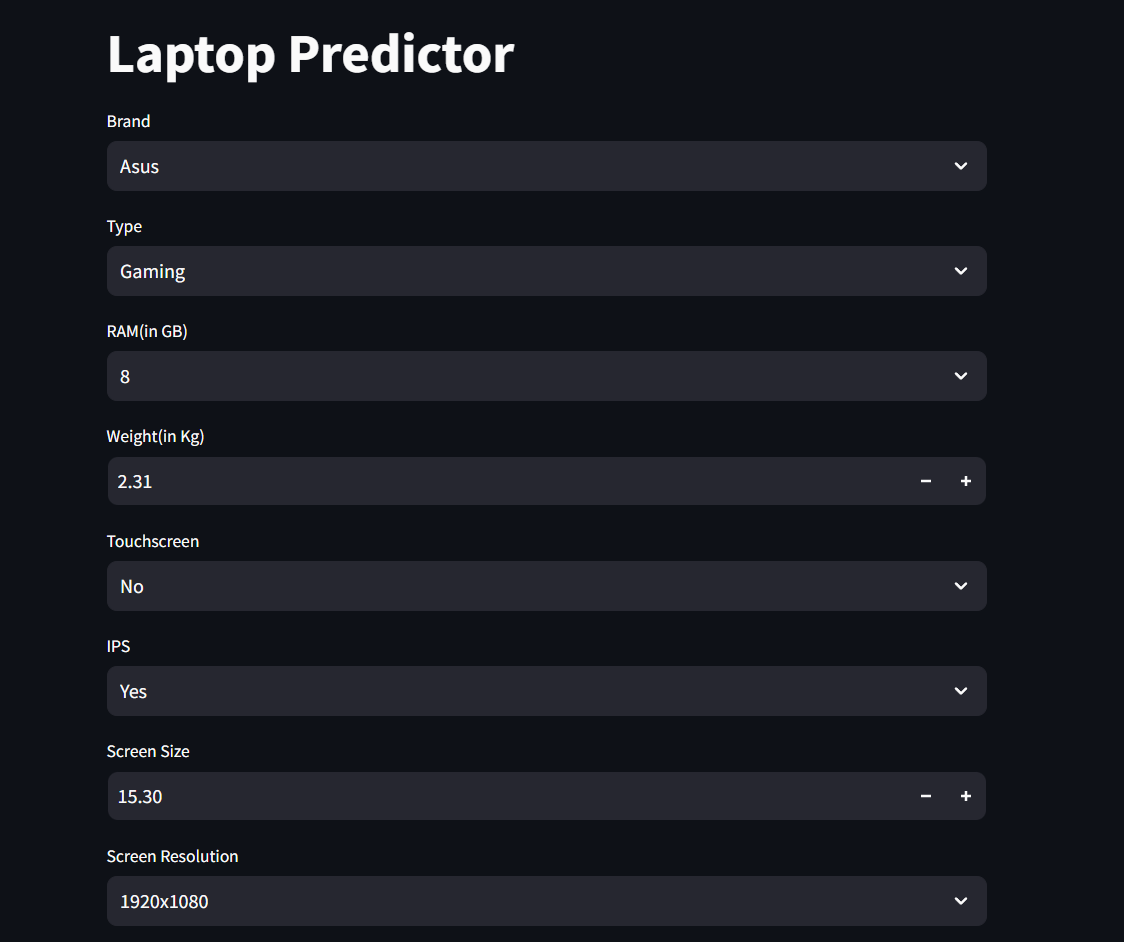 Laptop Predictor
Brand
Asus
Type
Gaming
RAM(in GB)
8
Weight(in Kg)
2.31
Touchscreen
No
IPS
Yes
Screen Size
15.30
Screen Resolution
1920x1080